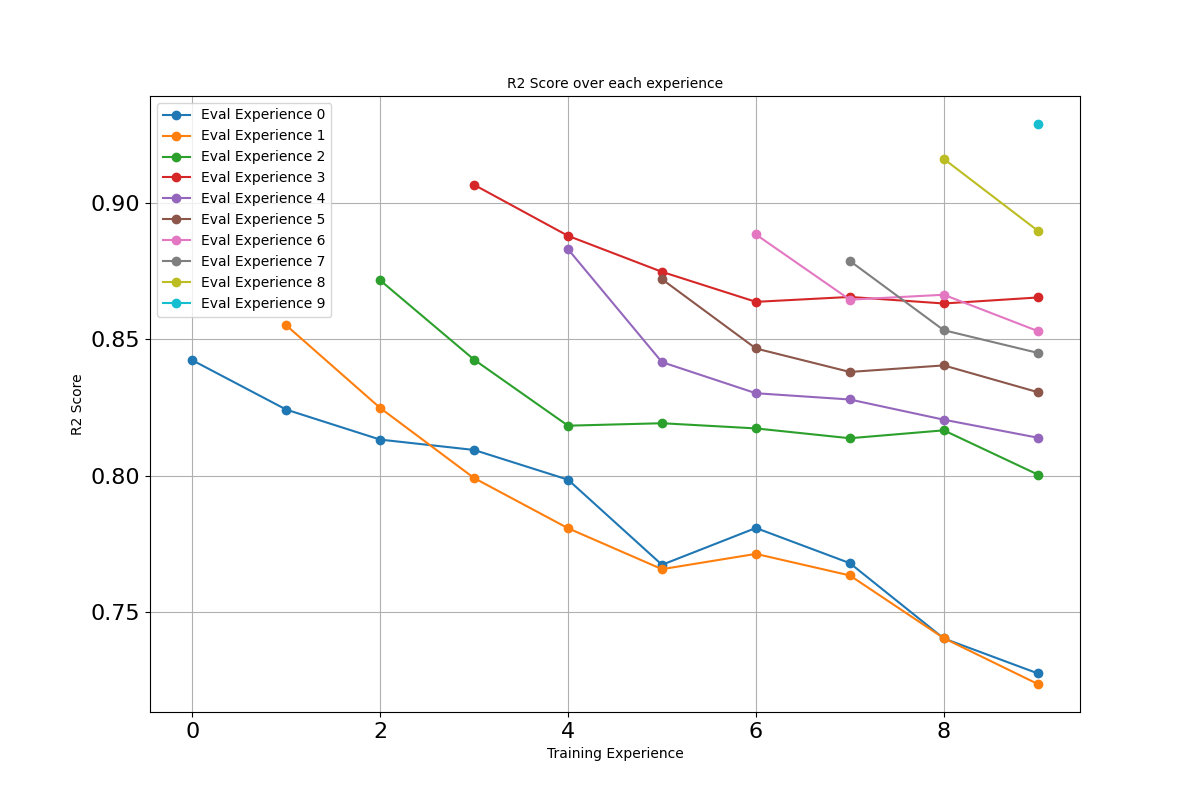 R2 Score over each experience
Eval Experience 0
Eval Experience 1
Eval Experience 2
Eval Experience 3
Eval Experience 4
Eval Experience 5
Eval Experience 6
Eval Experience 7
Eval Experience 8
Eval Experience 9
0.90
0.85
0.80
0.75
R2 Score
0 2 4 6 8
Training Experience